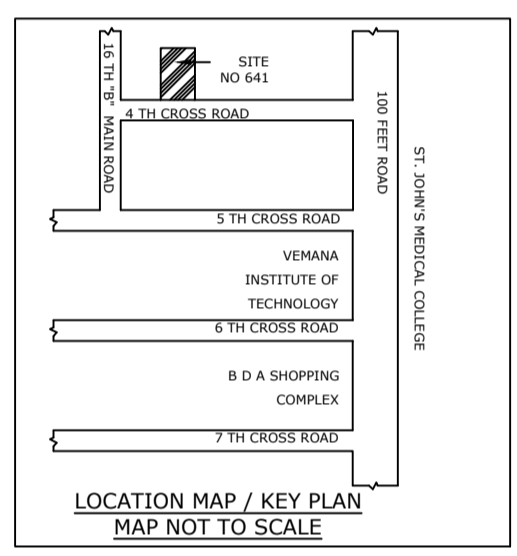 SITE
NO 641
16 TH "B" MAIN ROAD
4 TH CROSS ROAD
100 FEET ROAD
ST. JOHN'S MEDICAL COLLEGE
5 TH CROSS ROAD
VEMANA
INSTITUTE OF
TECHNOLOGY
6 TH CROSS ROAD
B D A SHOPPING
COMPLEX
7 TH CROSS ROAD
LOCATION MAP / KEY PLAN
MAP NOT TO SCALE